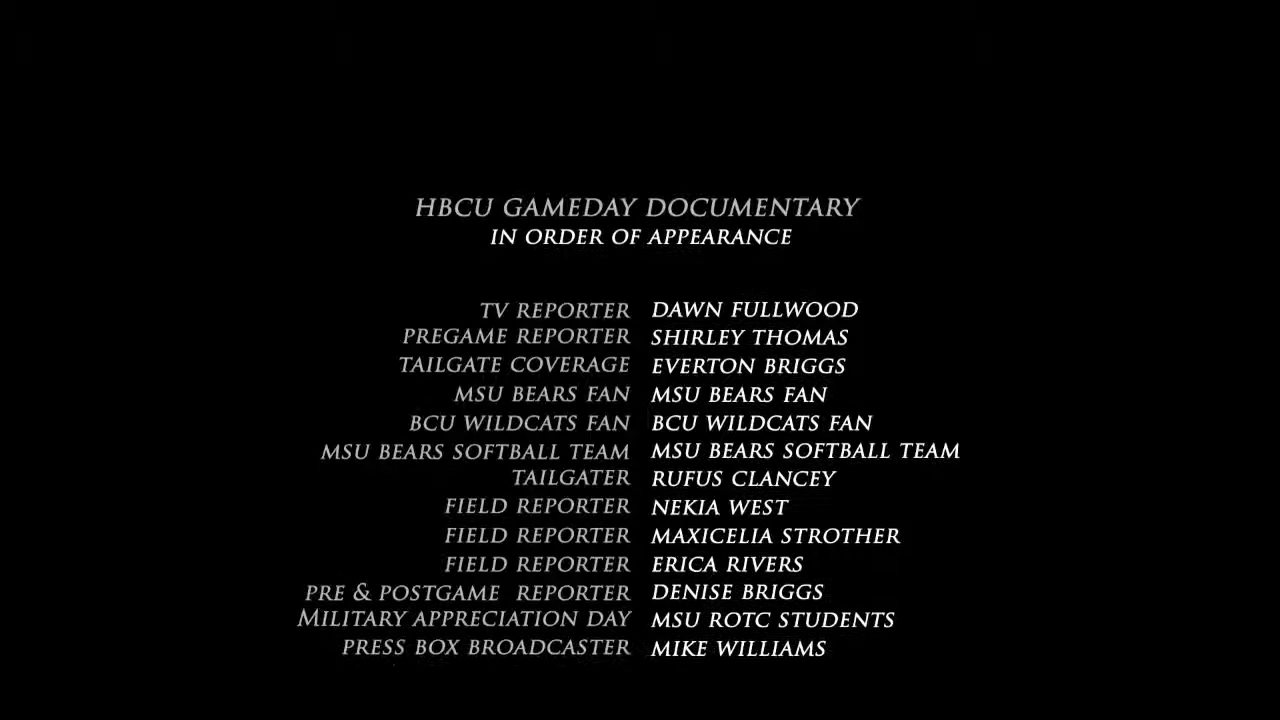 HBCU GAMEDAY DOCUMENTARY
IN ORDER OF APPEARANCE
TV REPORTER DAWN FULLWOOD
PREGAME REPORTER SHIRLEY THOMAS
TAILGATE COVERAGE EVERTON BRIGGS
MSU BEARS FAN MSU BEARS FAN
BCU WILDCATS FAN BCU WILDCATS FAN
MSU BEARS SOFTBALL TEAM MSU BEARS SOFTBALL TEAM
TAILGATER RUFUS CLANCEY
FIELD REPORTER NEKIA WEST
FIELD REPORTER MAXICELIA STROTHER
FIELD REPORTER ERICA RIVERS
PRE & POSTGAME REPORTER DENISE BRIGGS
MILITARY APPRECIATION DAY MSU ROTC STUDENTS
PRESS BOX BROADCASTER MIKE WILLIAMS